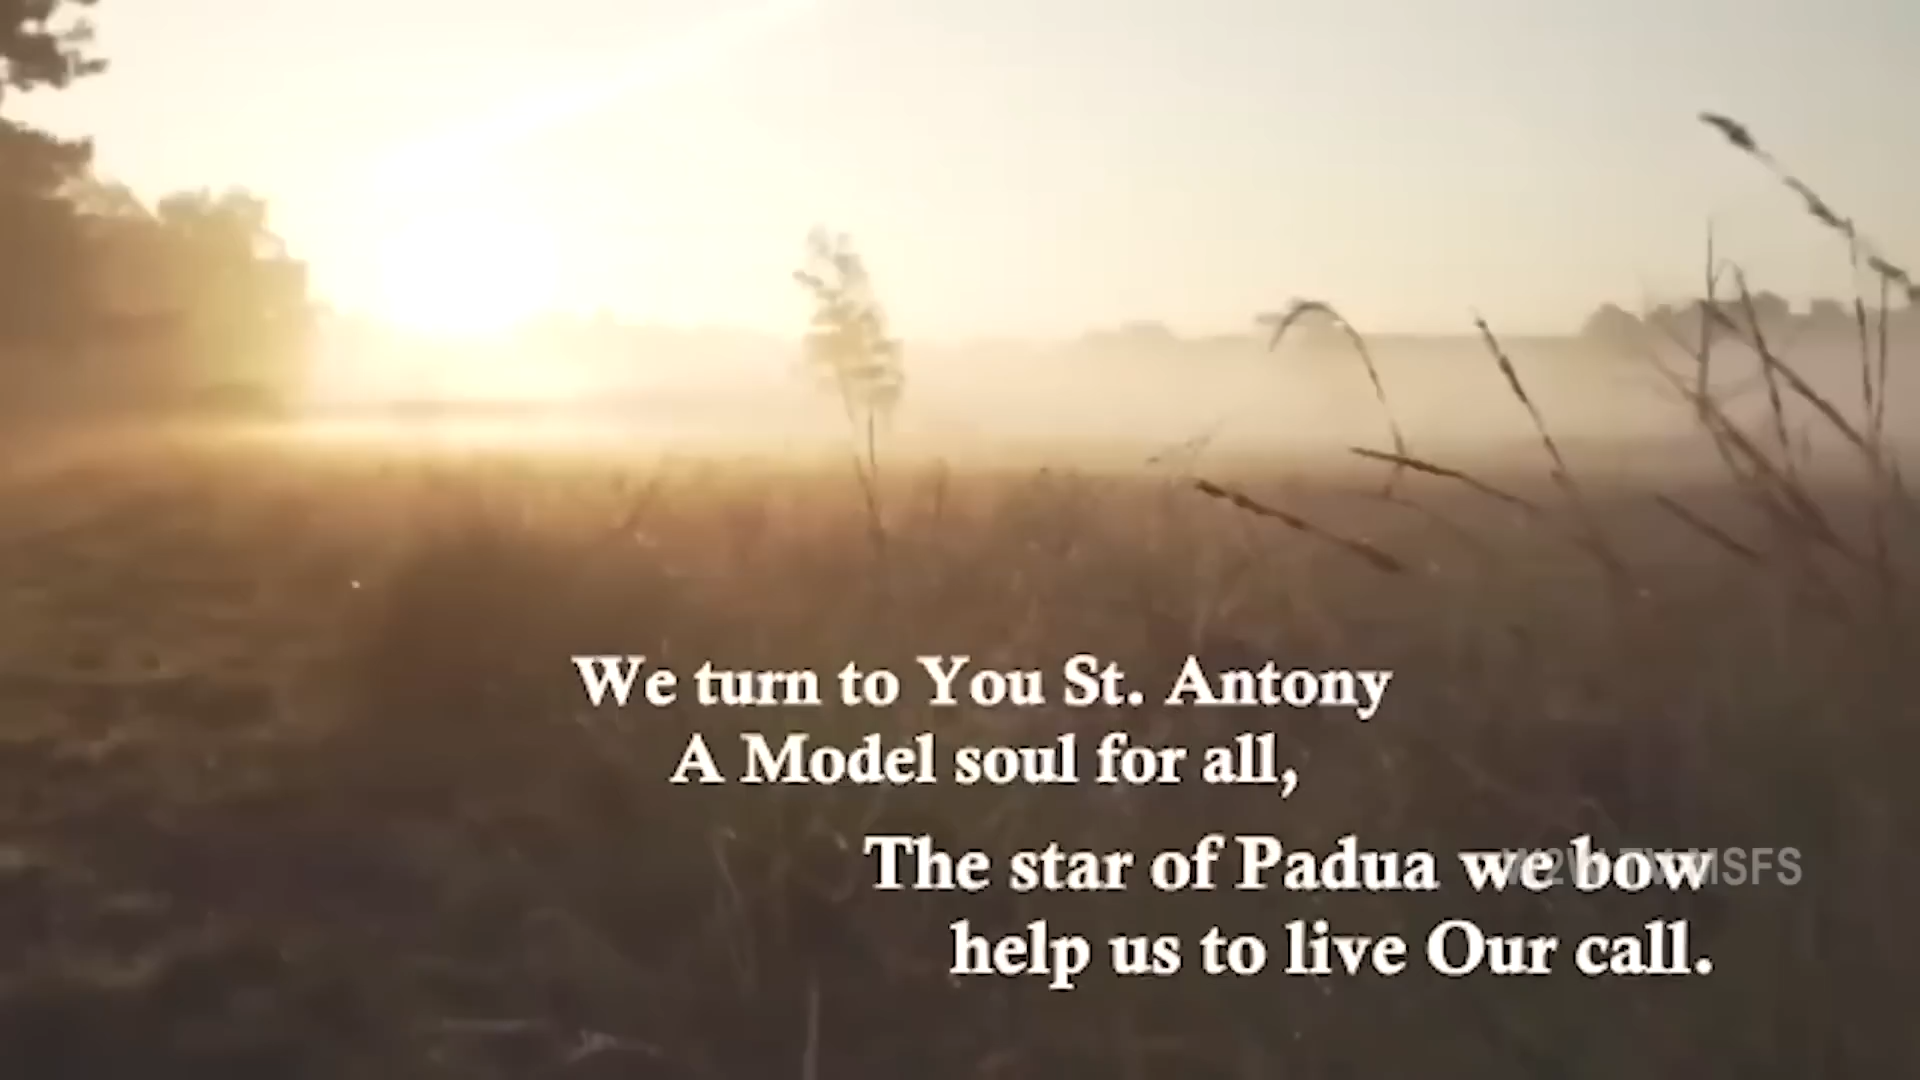 We turn to You St. Antony
A Model soul for all,
The star of Padua we bow
help us to live Our call.
MSFS